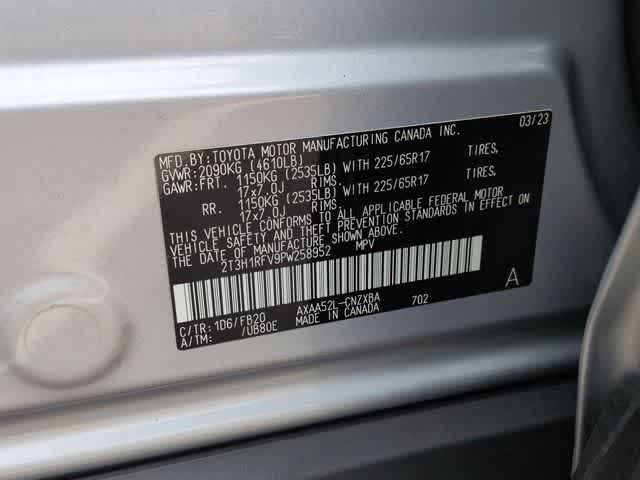 MFD.BY:TOYOTA MOTOR MANUFACTURING CANADA INC. 03/23
GVWR:2090KG (4610LB)
GAWR:FRT. 1150KG (2535LB) WITH 225/65R17 TIRES,
17x7.0J RIMS.
RR. 1150KG (2535LB) WITH 225/65R17 TIRES,
17x7.0J RIMS.
THIS VEHICLE CONFORMS TO ALL APPLICABLE FEDERAL MOTOR
VEHICLE SAFETY AND THEFT PREVENTION STANDARDS IN EFFECT ON
THE DATE OF MANUFACTURE SHOWN ABOVE.
2T3H1RFV9PW258952 MPV
A
C/TR:1D6/FB20 AXAA52L-CNZXBA 702
A/TM: /UB80E MADE IN CANADA